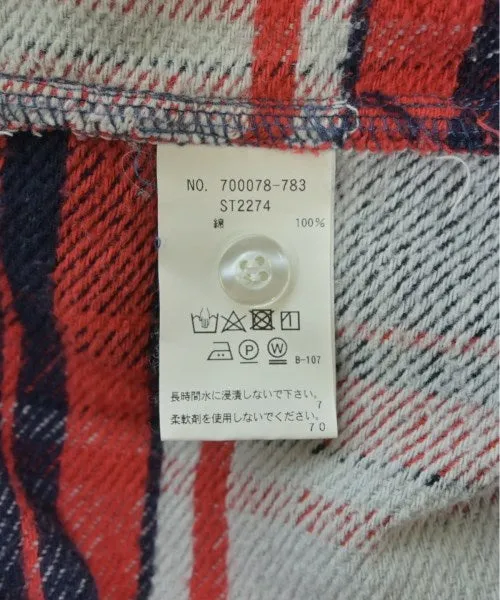 NO. 700078-783
ST2274
綿 100%
P W B-107
長時間水に浸漬しないで下さい。
7
柔軟剤を使用しないでください。
70